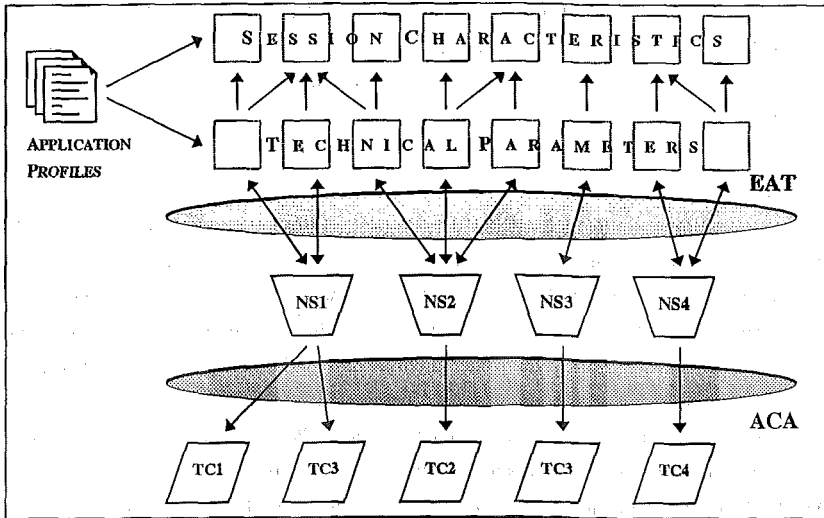 SESSION CHARACTERISTICS
APPLICATION
PROFILES
TECHNICAL PARAMETERS
EAT
NS1 NS2 NS3 NS4
ACA
TC1 TC3 TC2 TC3 TC4